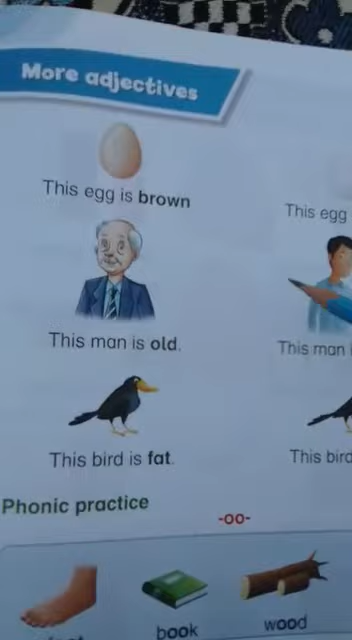 More adjectives
This egg is brown
This egg
This man is old.
This man
This bird is fat.
This bird
Phonic practice
-oo-
book
wood